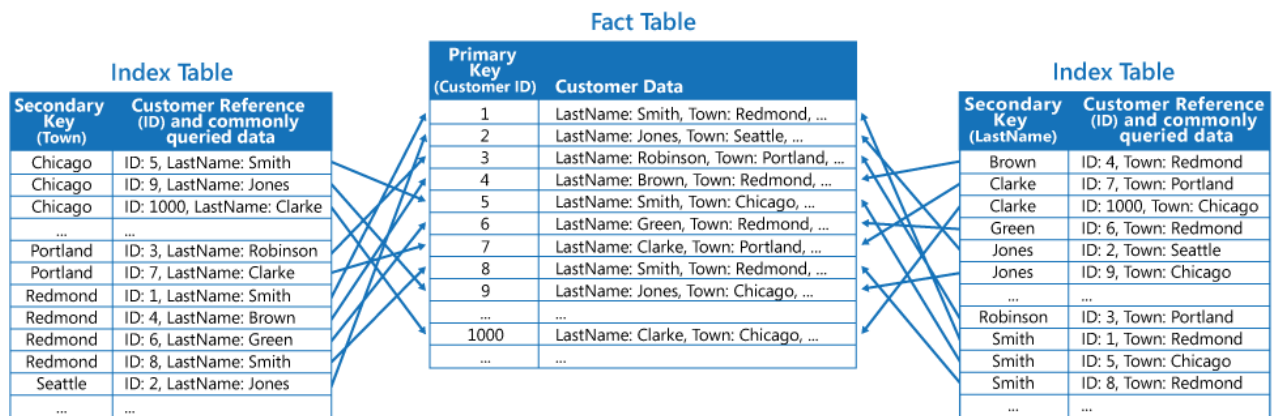 Fact Table
Primary
Key
(Customer ID) Customer Data
1 LastName: Smith, Town: Redmond, ...
2 LastName: Jones, Town: Seattle, ...
3 LastName: Robinson, Town: Portland, ...
4 LastName: Brown, Town: Redmond, ...
5 LastName: Smith, Town: Chicago, ...
6 LastName: Green, Town: Redmond, ...
7 LastName: Clarke, Town: Portland, ...
8 LastName: Smith, Town: Redmond, ...
9 LastName: Jones, Town: Chicago, ...
... ...
1000 LastName: Clarke, Town: Chicago, ...
... ...
Index Table
Secondary Customer Reference
Key (ID) and commonly
(Town) queried data
Chicago ID: 5, LastName: Smith
Chicago ID: 9, LastName: Jones
Chicago ID: 1000, LastName: Clarke
... ...
Portland ID: 3, LastName: Robinson
Portland ID: 7, LastName: Clarke
Redmond ID: 1, LastName: Smith
Redmond ID: 4, LastName: Brown
Redmond ID: 6, LastName: Green
Redmond ID: 8, LastName: Smith
Seattle ID: 2, LastName: Jones
... ...
Index Table
Secondary Customer Reference
Key (ID) and commonly
(LastName) queried data
Brown ID: 4, Town: Redmond
Clarke ID: 7, Town: Portland
Clarke ID: 1000, Town: Chicago
Green ID: 6, Town: Redmond
Jones ID: 2, Town: Seattle
Jones ID: 9, Town: Chicago
... ...
Robinson ID: 3, Town: Portland
Smith ID: 1, Town: Redmond
Smith ID: 5, Town: Chicago
Smith ID: 8, Town: Redmond
... ...